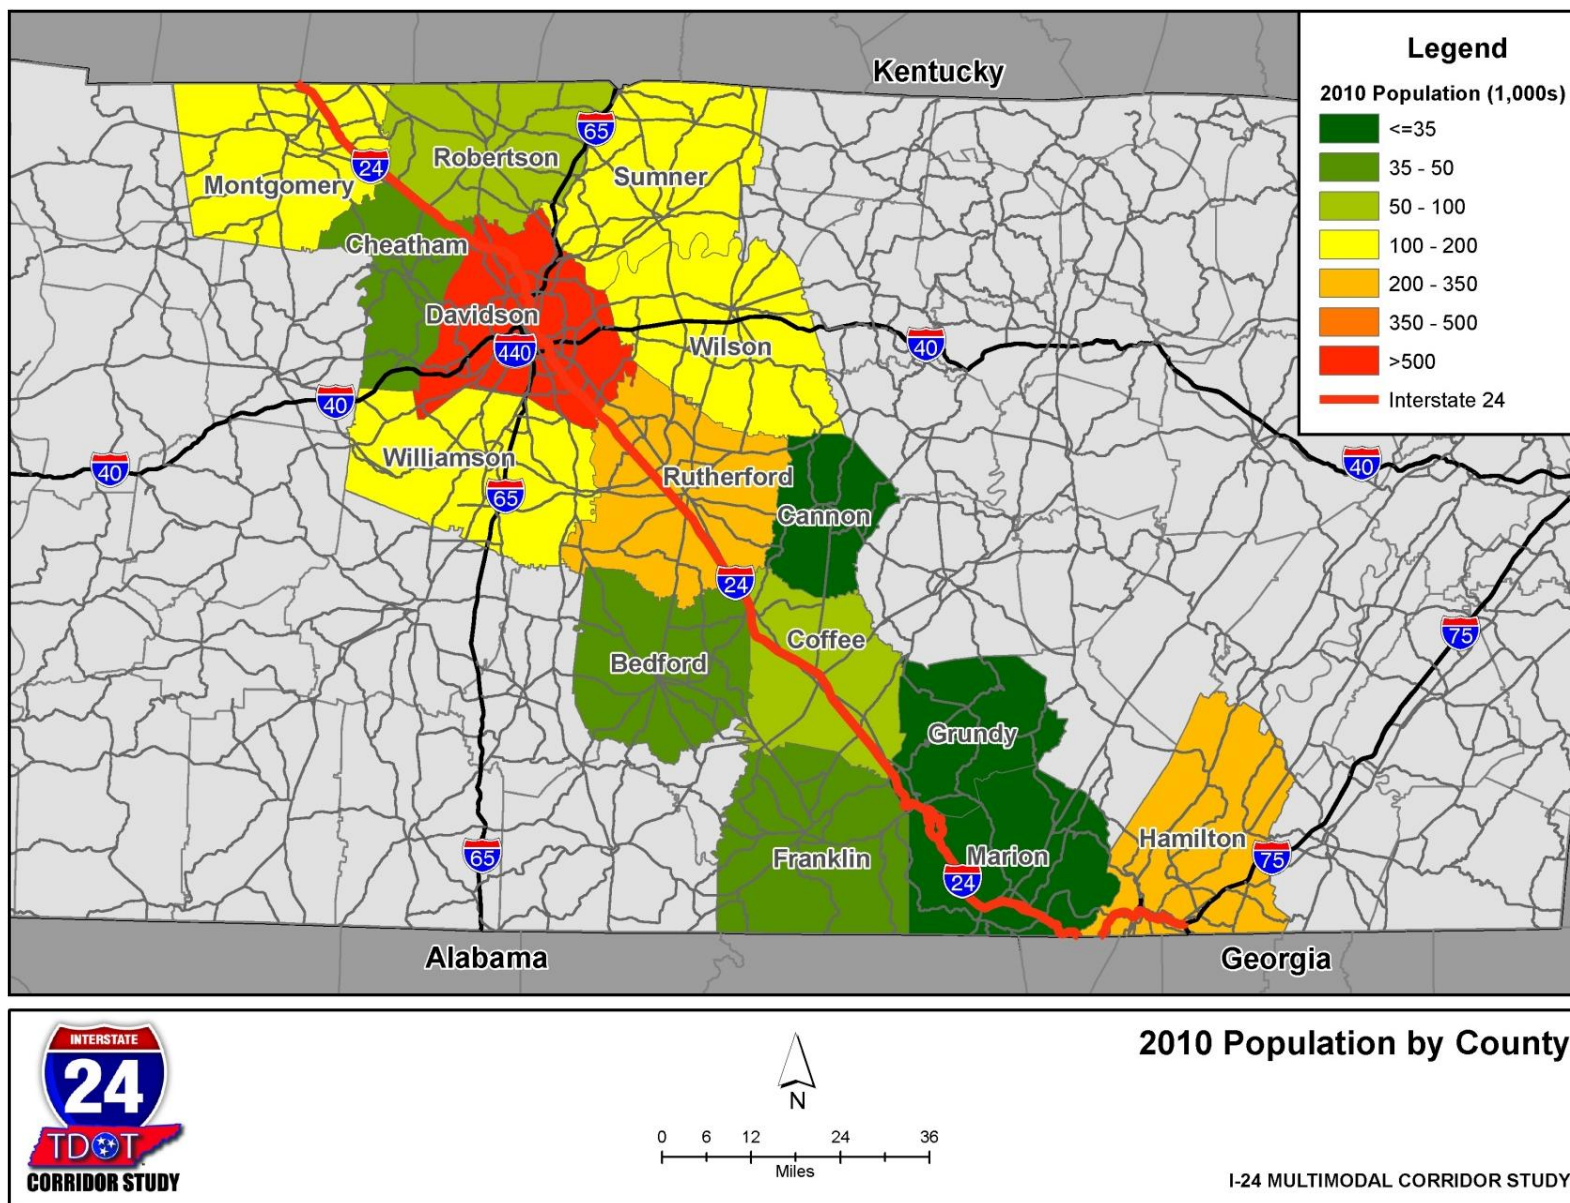 Kentucky
Legend
2010 Population (1,000s)
<=35
35 - 50
50 - 100
100 - 200
200 - 350
350 - 500
>500
Interstate 24
65
24
Robertson
Montgomery
Sumner
Cheatham
Davidson
440
Wilson
40
40
Williamson
40
65
Rutherford
40
Cannon
24
Coffee
75
Bedford
Grundy
Hamilton
65
Franklin
Marion
75
24
Alabama
Georgia
INTERSTATE
24
TDOT
CORRIDOR STUDY
N
0 6 12 24 36
Miles
2010 Population by County
I-24 MULTIMODAL CORRIDOR STUDY